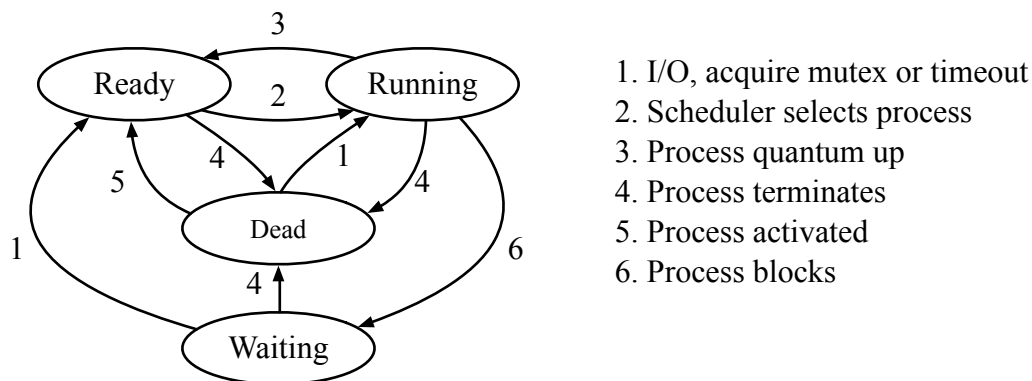 3
Ready
Running
2
4
1
5
4
Dead
1
6
4
Waiting
1. I/O, acquire mutex or timeout
2. Scheduler selects process
3. Process quantum up
4. Process terminates
5. Process activated
6. Process blocks